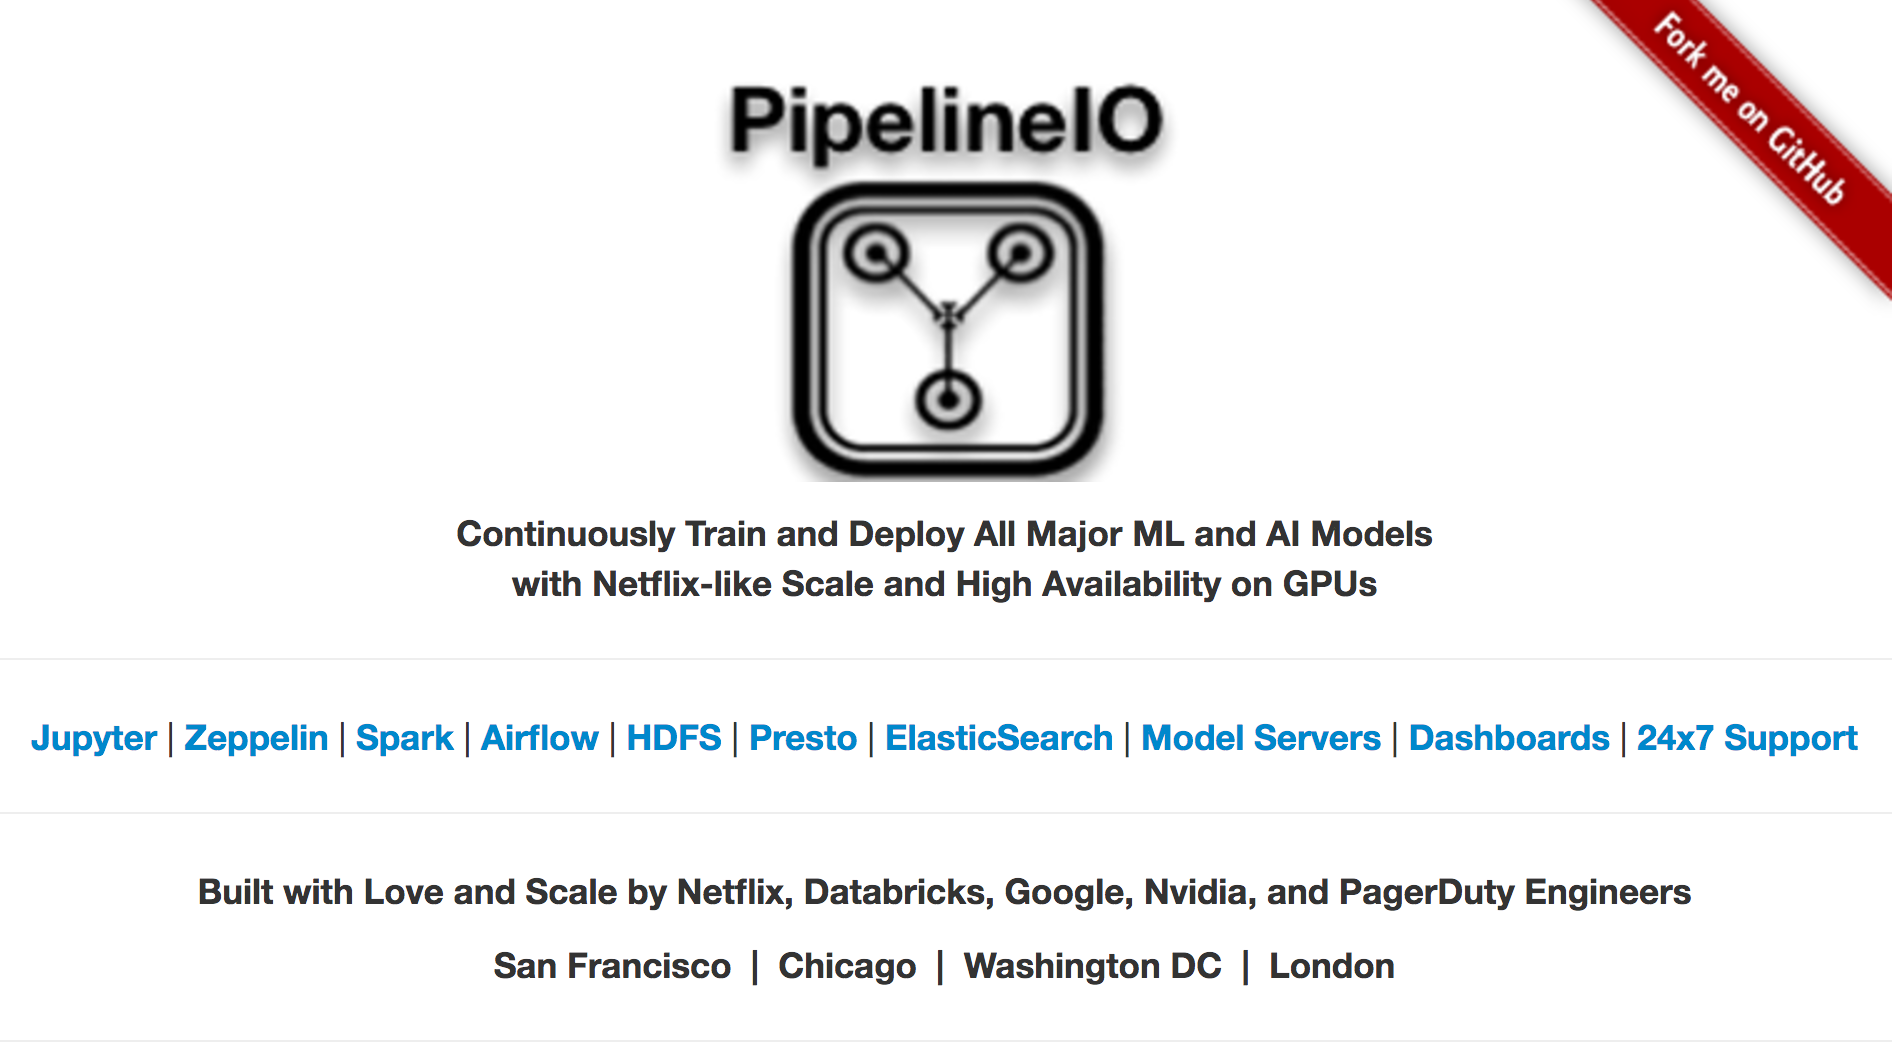 Fork me on GitHub
PipelineIO
Continuously Train and Deploy All Major ML and AI Models
with Netflix-like Scale and High Availability on GPUs
Jupyter | Zeppelin | Spark | Airflow | HDFS | Presto | ElasticSearch | Model Servers | Dashboards | 24x7 Support
Built with Love and Scale by Netflix, Databricks, Google, Nvidia, and PagerDuty Engineers
San Francisco | Chicago | Washington DC | London